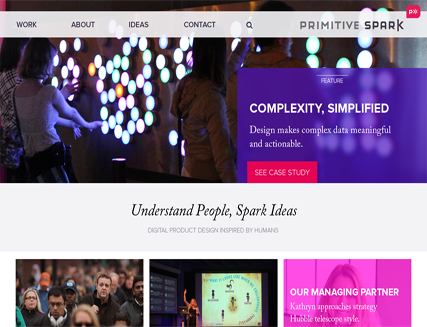 WORK ABOUT IDEAS CONTACT PRIMITIVE SPARK
FEATURE
COMPLEXITY, SIMPLIFIED
Design makes complex data meaningful
and actionable.
SEE CASE STUDY
Understand People, Spark Ideas
DIGITAL PRODUCT DESIGN INSPIRED BY HUMANS
OUR MANAGING PARTNER
Kathryn approaches strategy
Hubble telescope style.